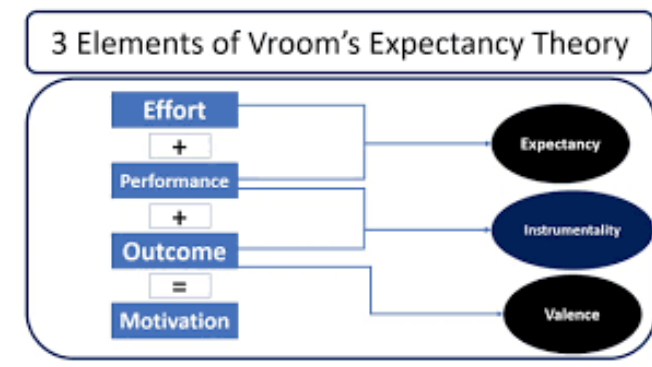 3 Elements of Vroom's Expectancy Theory
Effort
+
Performance
+
Outcome
=
Motivation
Expectancy
Instrumentality
Valence